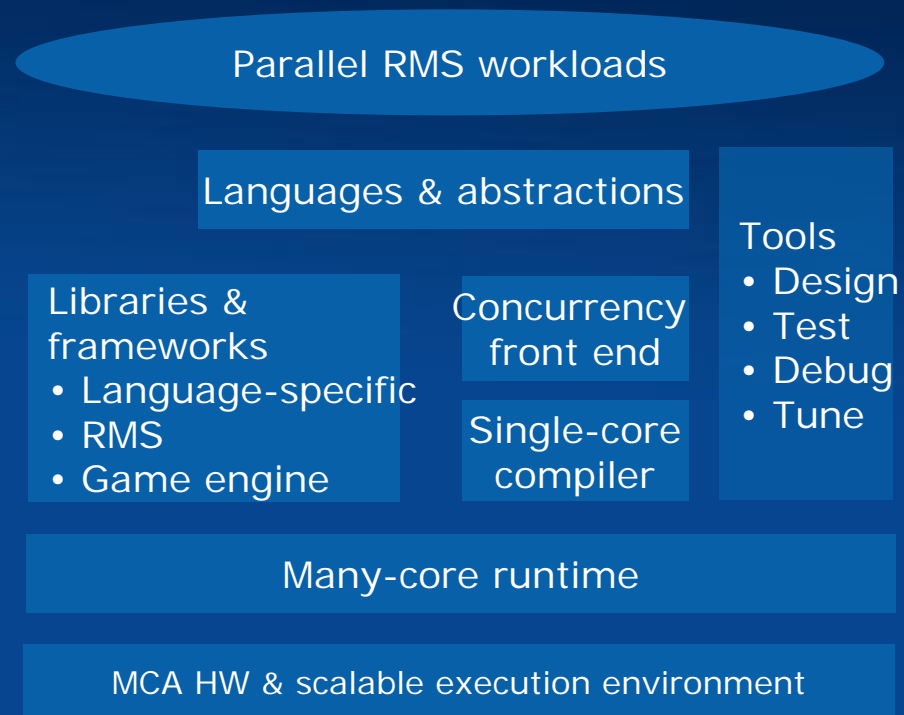 Parallel RMS workloads
Languages & abstractions
Tools
• Design
• Test
• Debug
• Tune
Libraries &
frameworks
• Language-specific
• RMS
• Game engine
Concurrency
front end
Single-core
compiler
Many-core runtime
MCA HW & scalable execution environment